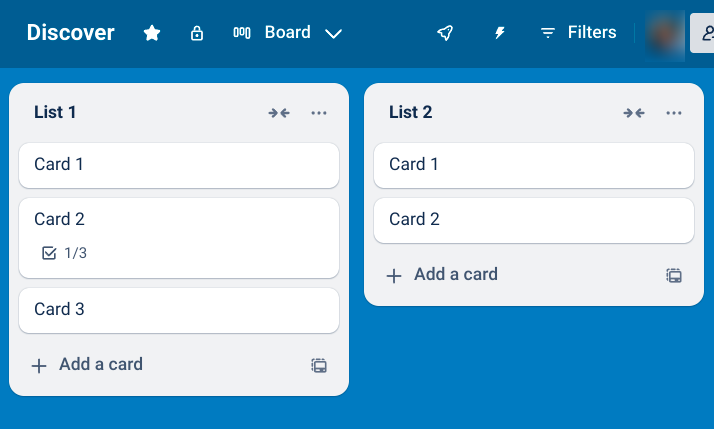 Discover
Board
Filters
List 1
Card 1
Card 2
1/3
Card 3
Add a card
List 2
Card 1
Card 2
Add a card